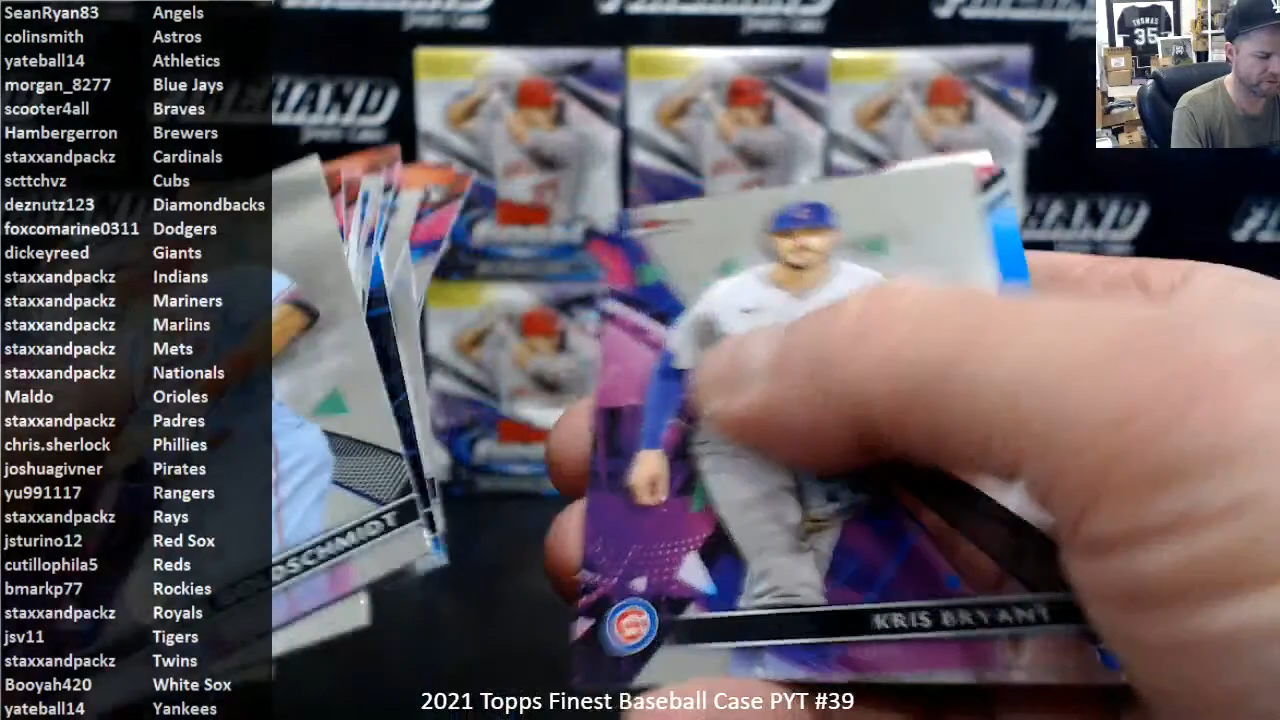 SeanRyan83 Angels
colinsmith Astros
yateball14 Athletics
morgan_8277 Blue Jays
scooter4all Braves
Hambergerron Brewers
staxxandpackz Cardinals
scttchvz Cubs
deznutz123 Diamondbacks
foxcomarine0311 Dodgers
dickeyreed Giants
staxxandpackz Indians
staxxandpackz Mariners
staxxandpackz Marlins
staxxandpackz Mets
staxxandpackz Nationals
Maldo Orioles
staxxandpackz Padres
chris.sherlock Phillies
joshuagivner Pirates
yu991117 Rangers
staxxandpackz Rays
jsturino12 Red Sox
cutillophila5 Reds
bmarkp77 Rockies
staxxandpackz Royals
jsv11 Tigers
staxxandpackz Twins
Booyah420 White Sox
yateball14 Yankees
THOMAS
35
GOLDSCHMIDT
KRIS BRYANT
2021 Topps Finest Baseball Case PYT #39